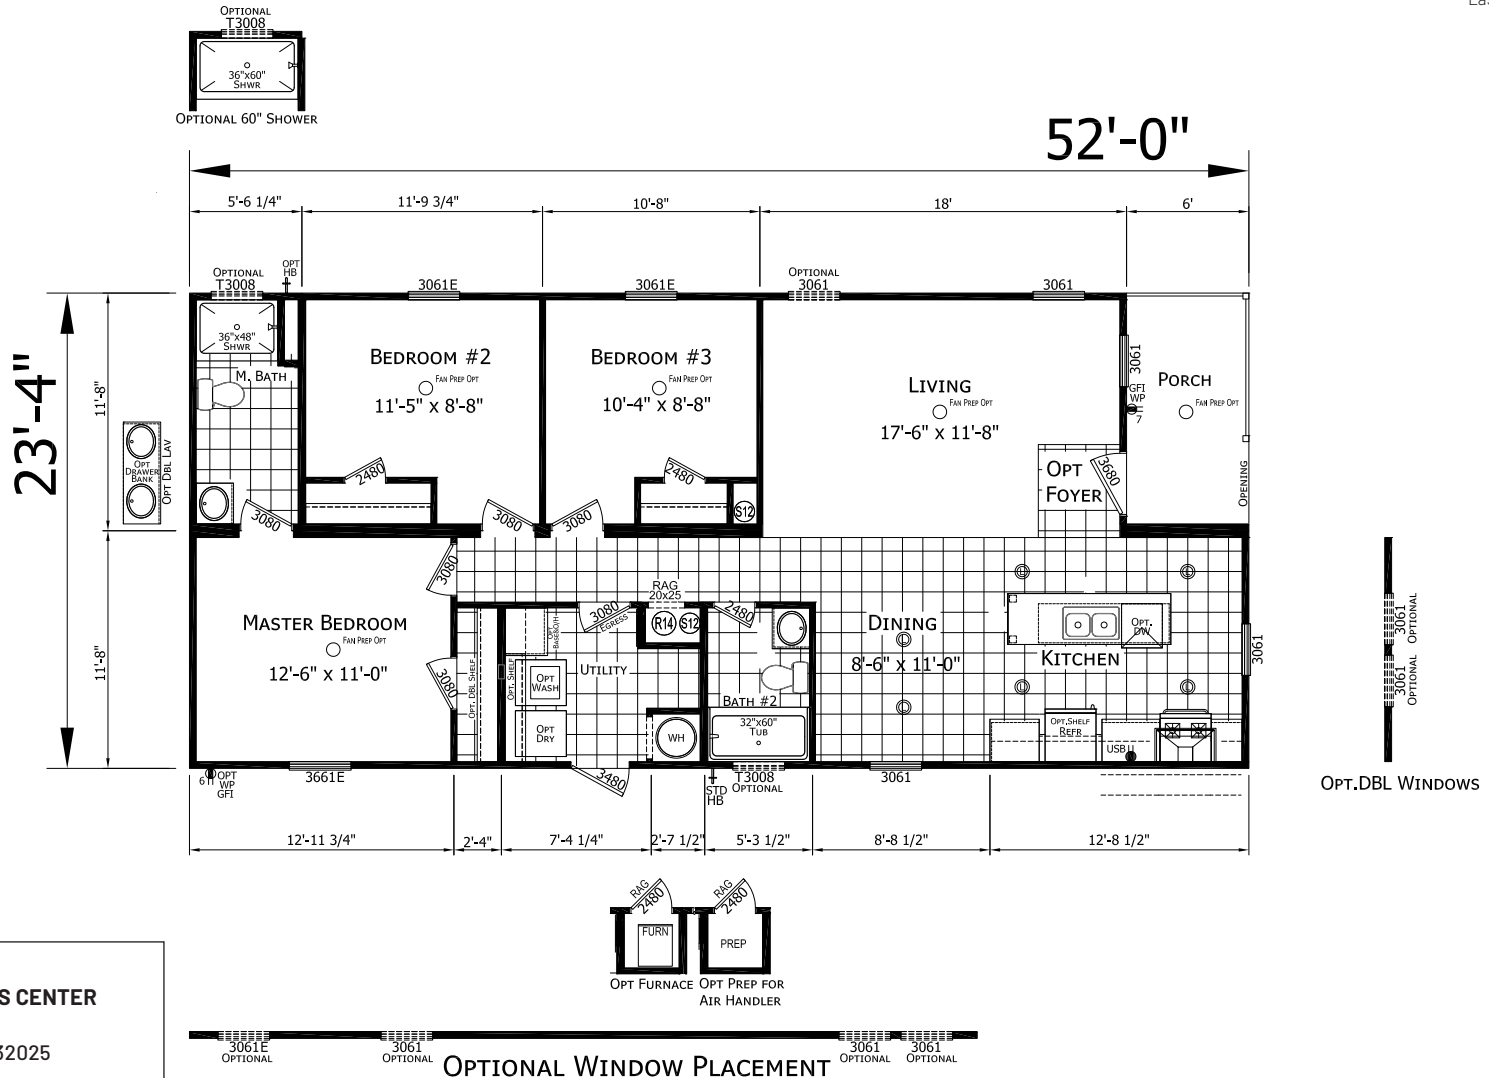 Eas
OPTIONAL
T3008
36"x60"
SHWR
OPTIONAL 60" SHOWER
52'-0"
5'-6 1/4"
11'-9 3/4"
10'-8"
18'
6'
OPTIONAL
T3008
OPT
HB
3061E
3061E
OPTIONAL
3061
3061
23'-4"
11'-8"
11'-8"
36"x48"
SHWR
M. BATH
BEDROOM #2
FAN PREP OPT
11'-5" x 8'-8"
BEDROOM #3
FAN PREP OPT
10'-4" x 8'-8"
LIVING
FAN PREP OPT
17'-6" x 11'-8"
3061
GFI
WP
7
PORCH
FAN PREP OPT
OPENING
OPT
DRAWER
BANK
OPT DBL LAV
2480
2480
S12
OPT
FOYER
3680
3080
3080
3080
3080
RAG
20x25
R14
S12
3080
EGRESS
2480
MASTER BEDROOM
FAN PREP OPT
12'-6" x 11'-0"
3080
OPT. DBL SHELF
OPT. SHELF
UTILITY
OPT
WASH
OPT
DRY
WH
BATH #2
32"x60"
TUB
DINING
8'-6" x 11'-0"
OPT.
DW
KITCHEN
OPT.SHELF
REFR
USB
3061
3061
OPTIONAL
3061
OPTIONAL
OPT.DBL WINDOWS
6
OPT
WP
GFI
3661E
3480
STD
HB
T3008
OPTIONAL
3061
12'-11 3/4"
2'-4"
7'-4 1/4"
2'-7 1/2"
5'-3 1/2"
8'-8 1/2"
12'-8 1/2"
RAG
2480
FURN
OPT FURNACE
RAG
2480
PREP
OPT PREP FOR
AIR HANDLER
S CENTER
32025
3061E
OPTIONAL
3061
OPTIONAL
OPTIONAL WINDOW PLACEMENT
3061
OPTIONAL
3061
OPTIONAL